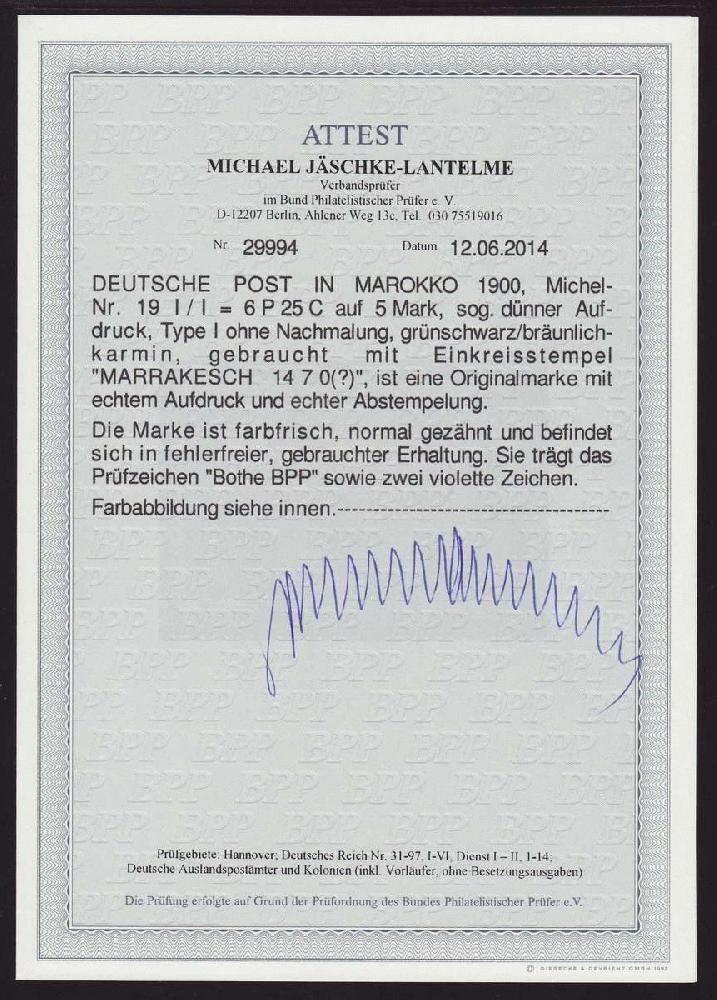 ATTEST
MICHAEL JÄSCHKE-LANTELME
Verbandsprüfer
im Bund Philatelistischer Prüfer e. V.
D-12207 Berlin, Ahlener Weg 13c, Tel. 030 75519016
Nr. 29994 Datum 12.06.2014
DEUTSCHE POST IN MAROKKO 1900, Michel-
Nr. 19 I/I = 6 P 25 C auf 5 Mark, sog. dünner Auf-
druck, Type I ohne Nachmalung, grünschwarz/bräunlich-
karmin, gebraucht mit Einkreisstempel
"MARRAKESCH 14 7 0(?)", ist eine Originalmarke mit
echtem Aufdruck und echter Abstempelung.
Die Marke ist farbfrisch, normal gezähnt und befindet
sich in fehlerfreier, gebrauchter Erhaltung. Sie trägt das
Prüfzeichen "Bothe BPP" sowie zwei violette Zeichen.
Farbabbildung siehe innen.-----------------------------------
Prüfgebiete: Hannover; Deutsches Reich Nr. 31-97, I-VI, Dienst I – II, 1-14;
Deutsche Auslandspostämter und Kolonien (inkl. Vorläufer, ohne Besetzungsausgaben)
Die Prüfung erfolgte auf Grund der Prüfordnung des Bundes Philatelistischer Prüfer e.V.
© GIESECKE & DEVRIENT GMBH